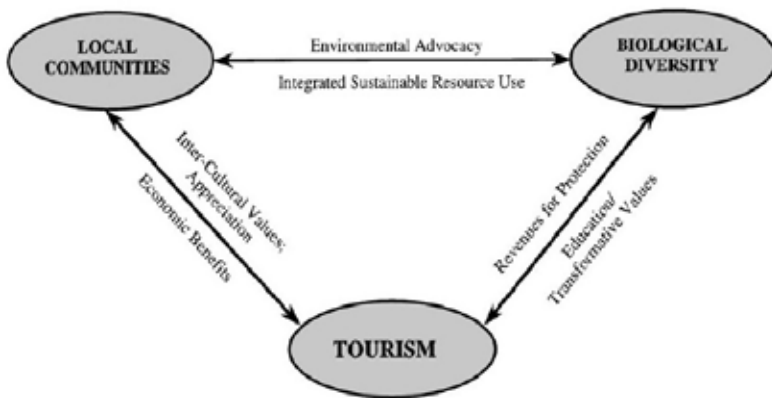 LOCAL
COMMUNITIES
Environmental Advocacy
Integrated Sustainable Resource Use
BIOLOGICAL
DIVERSITY
Inter-Cultural Values;
Appreciation
Economic Benefits
Revenues for Protection
Education/
Transformative Values
TOURISM